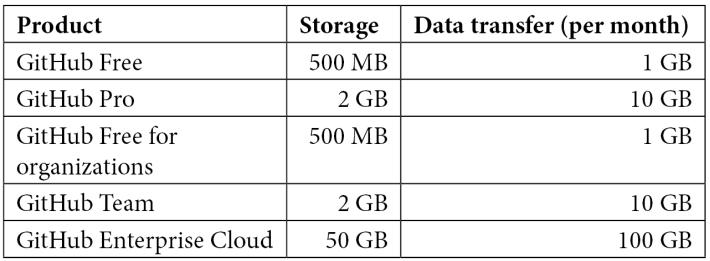 Product Storage Data transfer (per month)
GitHub Free 500 MB 1 GB
GitHub Pro 2 GB 10 GB
GitHub Free for 500 MB 1 GB
organizations
GitHub Team 2 GB 10 GB
GitHub Enterprise Cloud 50 GB 100 GB